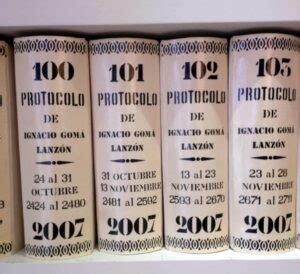 100
PROTOCOLO
DE
IGNACIO GOMÁ
LANZÓN
24 al 31
OCTUBRE
2424 al 2480
2007
101
PROTOCOLO
DE
IGNACIO GOMÁ
LANZÓN
31 OCTUBRE
13 NOVIEMBRE
2481 al 2592
2007
102
PROTOCOLO
DE
IGNACIO GOMÁ
LANZÓN
13 al 23
NOVIEMBRE
2593 al 2670
2007
103
PROTOCOLO
DE
IGNACIO GOMÁ
LANZÓN
23 al 28
NOVIEMBRE
2671 al 2711
2007